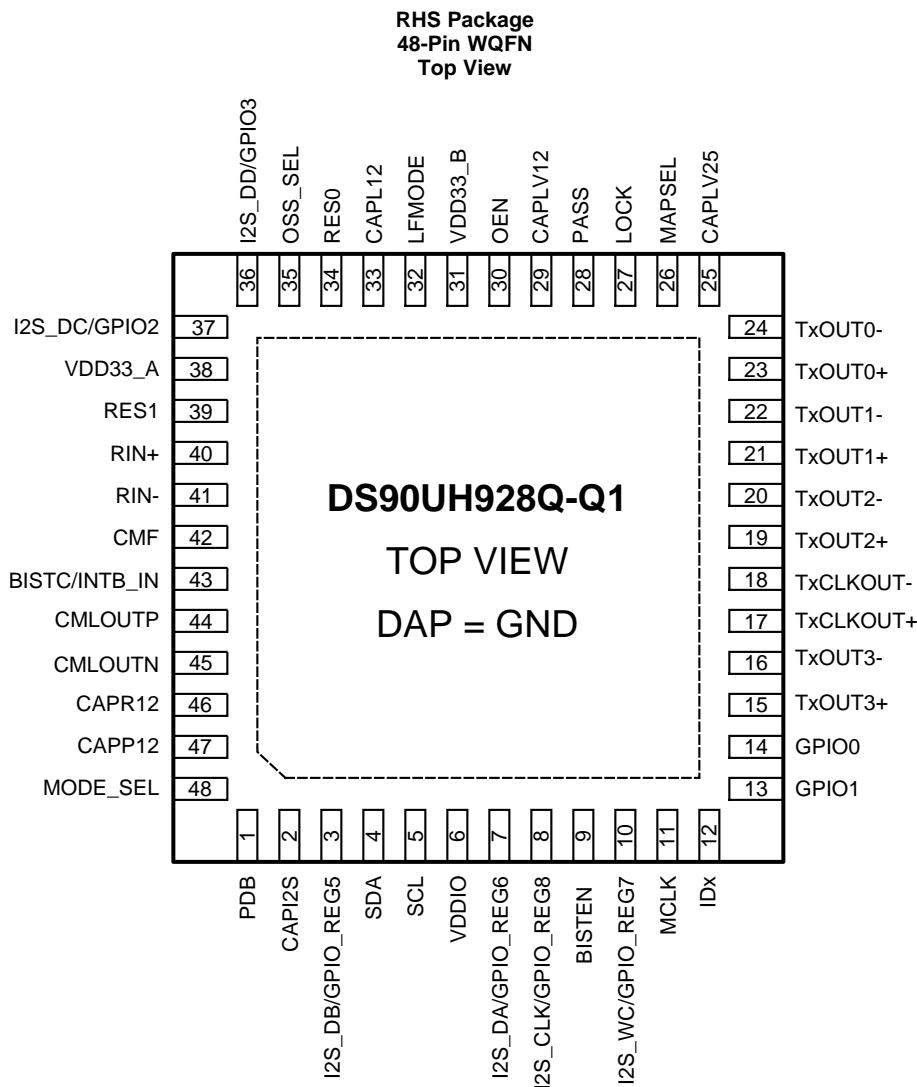 RHS Package
48-Pin WQFN
Top View
I2S_DD/GPIO3
OSS_SEL
RES0
CAPL12
LFMODE
VDD33_B
OEN
CAPLV12
PASS
LOCK
MAPSEL
CAPLV25
36
35
34
33
32
31
30
29
28
27
26
25
I2S_DC/GPIO2 37
VDD33_A 38
RES1 39
RIN+ 40
RIN- 41
CMF 42
BISTC/INTB_IN 43
CMLOUTP 44
CMLOUTN 45
CAPR12 46
CAPP12 47
MODE_SEL 48
DS90UH928Q-Q1
TOP VIEW
DAP = GND
24 TxOUT0-
23 TxOUT0+
22 TxOUT1-
21 TxOUT1+
20 TxOUT2-
19 TxOUT2+
18 TxCLKOUT-
17 TxCLKOUT+
16 TxOUT3-
15 TxOUT3+
14 GPIO0
13 GPIO1
1
2
3
4
5
6
7
8
9
10
11
12
PDB
CAPI2S
I2S_DB/GPIO_REG5
SDA
SCL
VDDIO
I2S_DA/GPIO_REG6
I2S_CLK/GPIO_REG8
BISTEN
I2S_WC/GPIO_REG7
MCLK
IDx